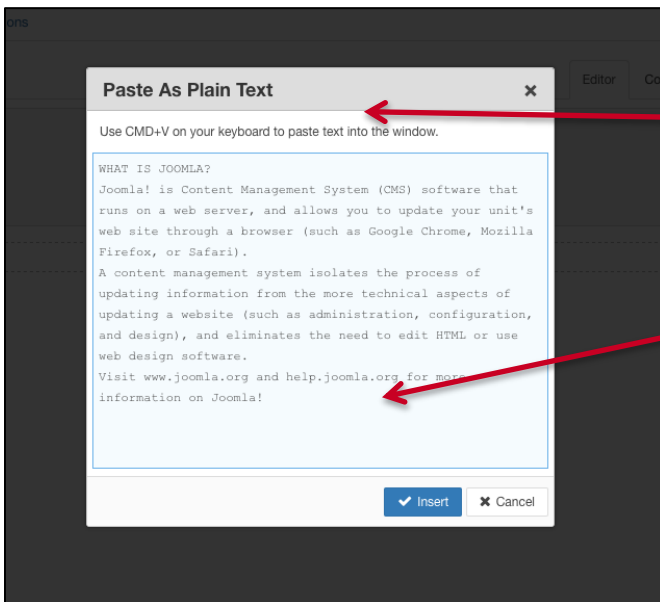 ons
Editor
Co
Paste As Plain Text
Use CMD+V on your keyboard to paste text into the window.
WHAT IS JOOMLA?
Joomla! is Content Management System (CMS) software that
runs on a web server, and allows you to update your unit's
web site through a browser (such as Google Chrome, Mozilla
Firefox, or Safari).
A content management system isolates the process of
updating information from the more technical aspects of
updating a website (such as administration, configuration,
and design), and eliminates the need to edit HTML or use
web design software.
Visit www.joomla.org and help.joomla.org for more
information on Joomla!
Insert
Cancel